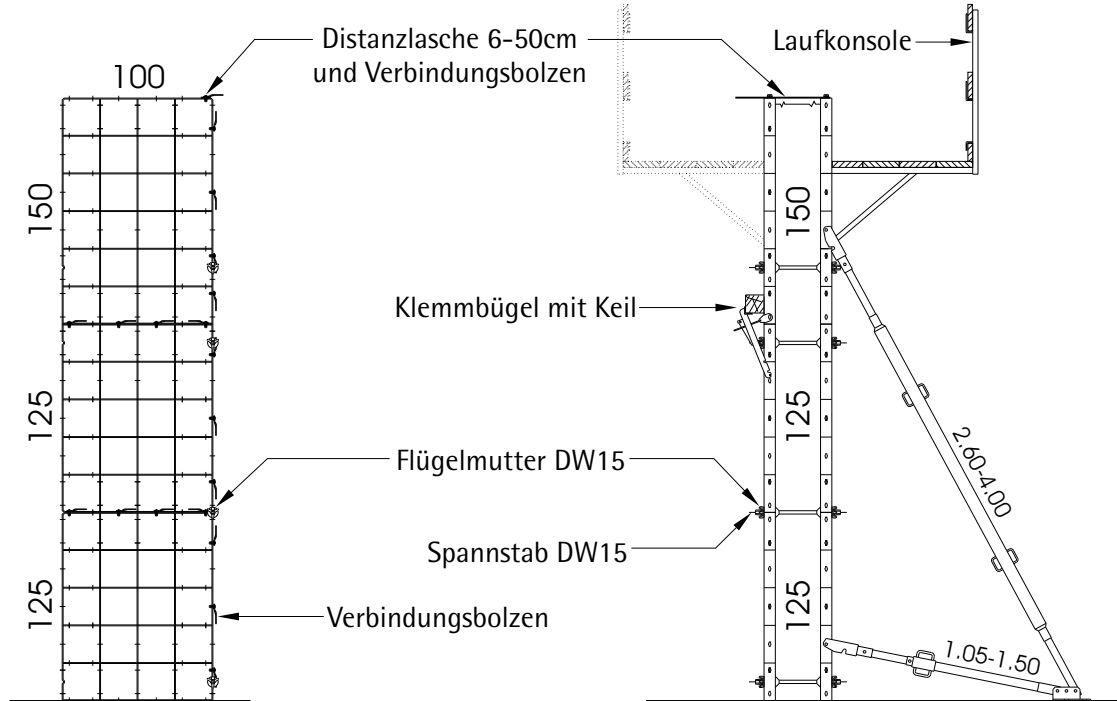 Distanzlasche 6-50cm
und Verbindungsbolzen
Laufkonsole
100
150
150
Klemmbügel mit Keil
125
125
Flügelmutter DW15
2.60-4.00
Spannstab DW15
125
125
Verbindungsbolzen
1.05-1.50